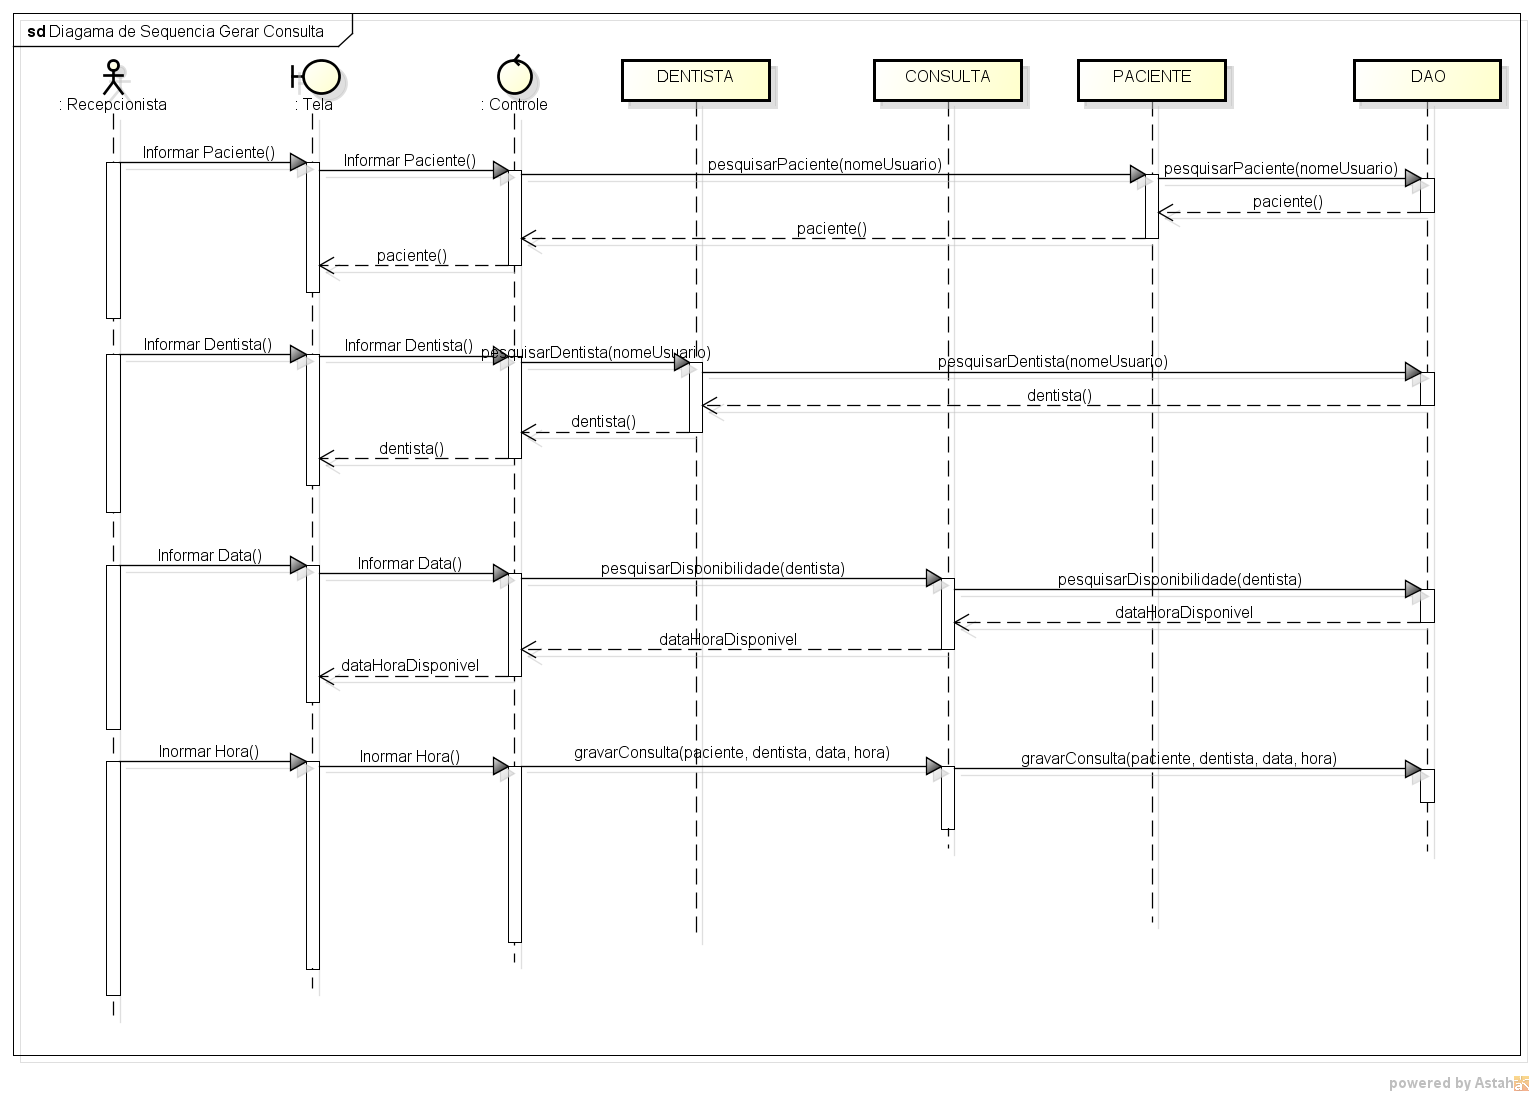 sd Diagama de Sequencia Gerar Consulta
: Recepcionista
: Tela
: Controle
DENTISTA
CONSULTA
PACIENTE
DAO
Informar Paciente()
Informar Paciente()
pesquisarPaciente(nomeUsuario)
pesquisarPaciente(nomeUsuario)
paciente()
paciente()
paciente()
Informar Dentista()
Informar Dentista()
pesquisarDentista(nomeUsuario)
pesquisarDentista(nomeUsuario)
dentista()
dentista()
dentista()
Informar Data()
Informar Data()
pesquisarDisponibilidade(dentista)
pesquisarDisponibilidade(dentista)
dataHoraDisponivel
dataHoraDisponivel
dataHoraDisponivel
Inormar Hora()
Inormar Hora()
gravarConsulta(paciente, dentista, data, hora)
gravarConsulta(paciente, dentista, data, hora)
powered by Astah